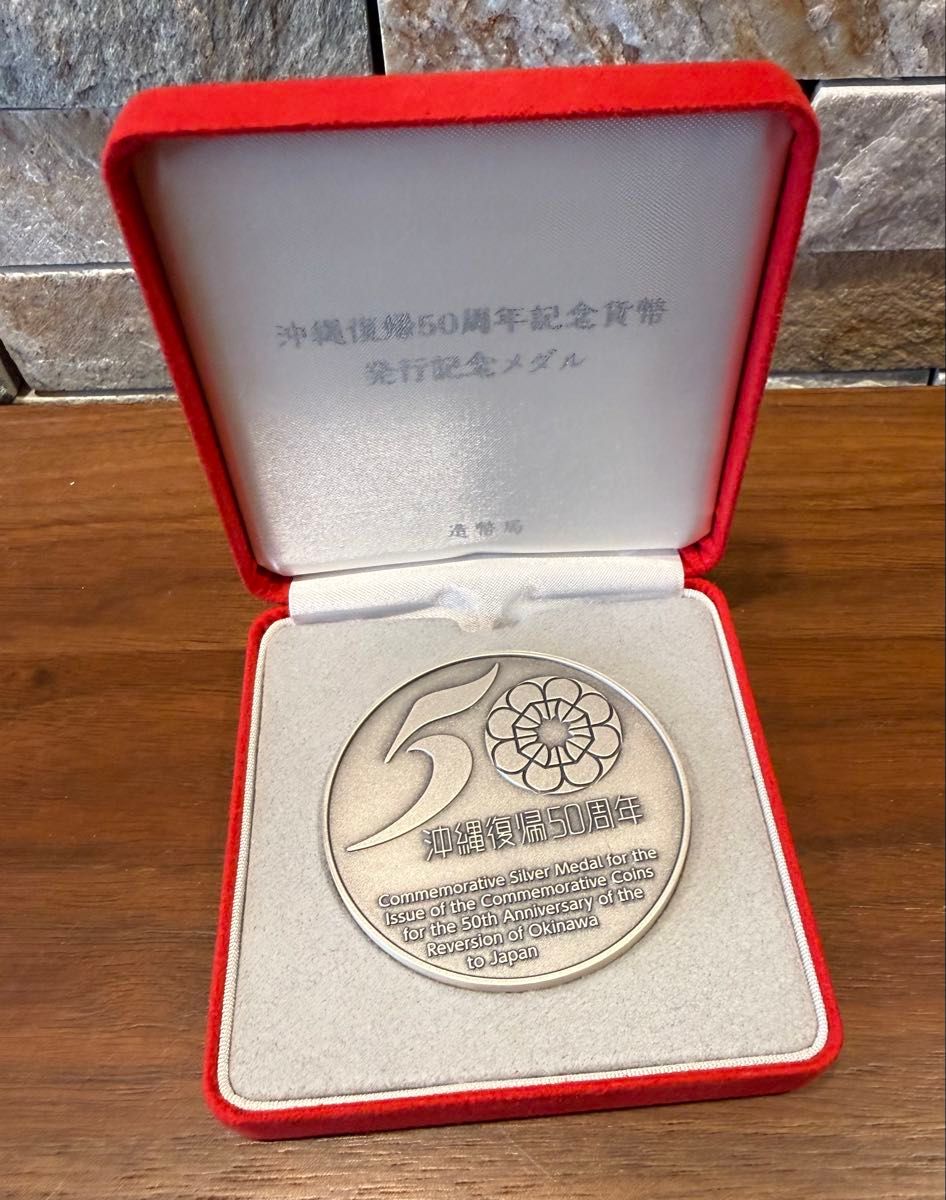 沖縄復帰50周年記念貨幣
発行記念メダル
造幣局
50
沖縄復帰50周年
Commemorative Silver Medal for the
Issue of the Commemorative Coins
for the 50th Anniversary of the
Reversion of Okinawa
to Japan